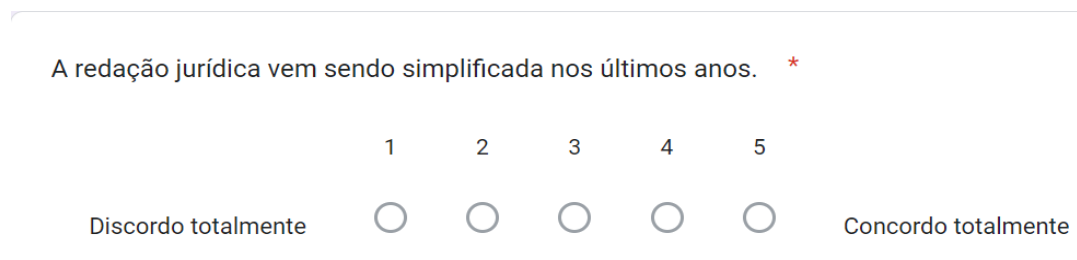 A redação jurídica vem sendo simplificada nos últimos anos. *
1 2 3 4 5
Discordo totalmente Concordo totalmente